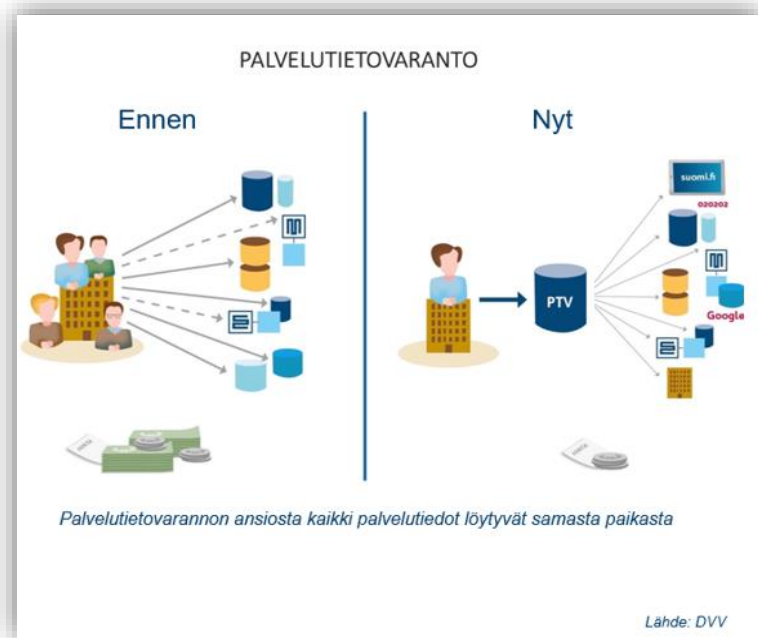 PALVELUTIETOVARANTO
Ennen
Nyt
suomi.fi
020202
PTV
Google
Palvelutietovarannon ansiosta kaikki palvelutiedot löytyvät samasta paikasta
Lähde: DVV